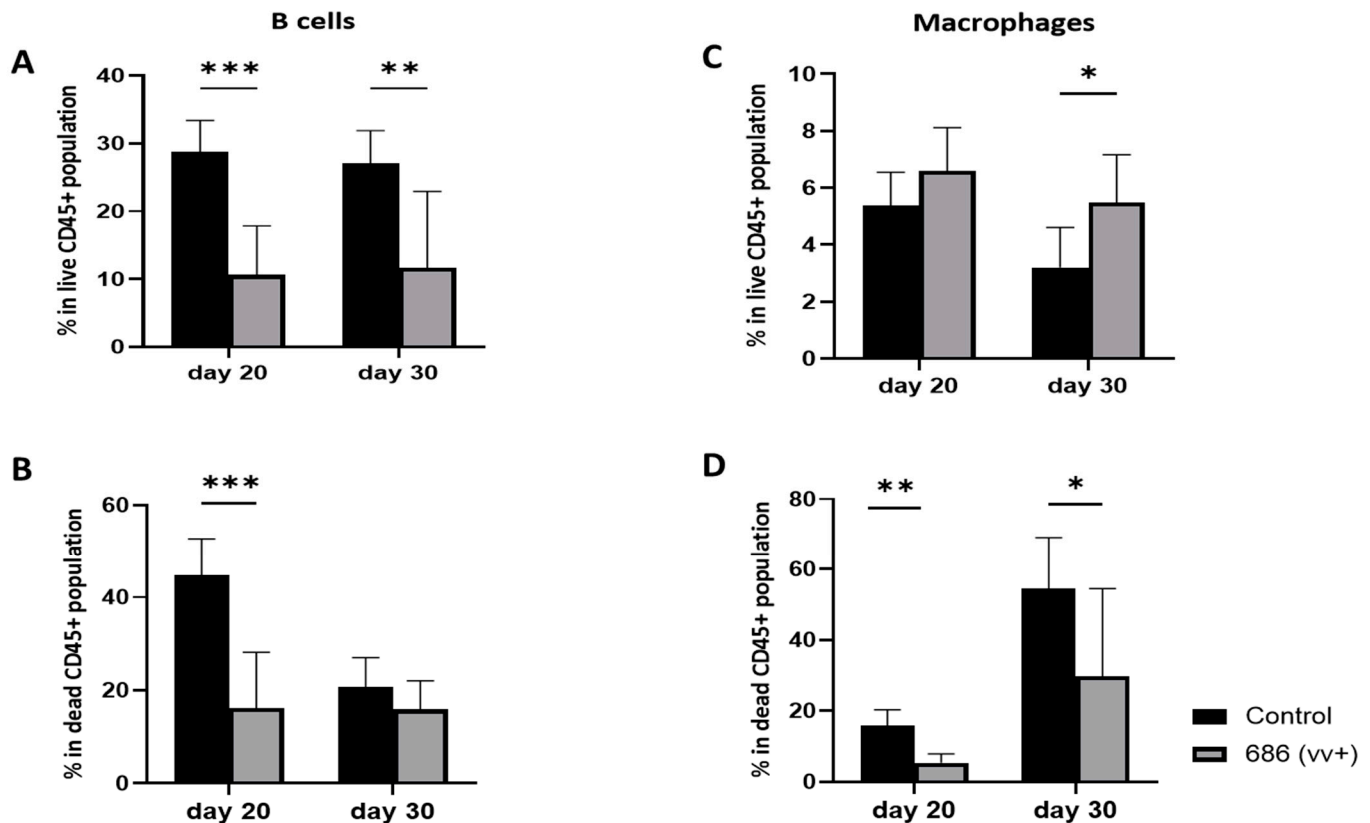 B cells
Macrophages
A
***
**
% in live CD45+ population
40
30
20
10
0
day 20
day 30
C
*
% in live CD45+ population
10
8
6
4
2
0
day 20
day 30
B
***
% in dead CD45+ population
60
40
20
0
day 20
day 30
D
**
*
% in dead CD45+ population
80
60
40
20
0
day 20
day 30
Control
686 (vv+)